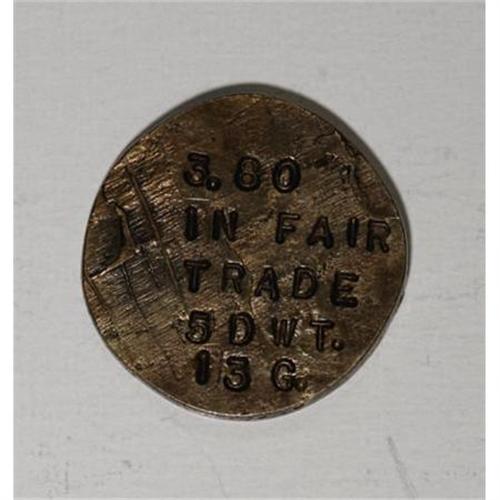 3.80
IN FAIR
TRADE
5 DWT.
13 G.